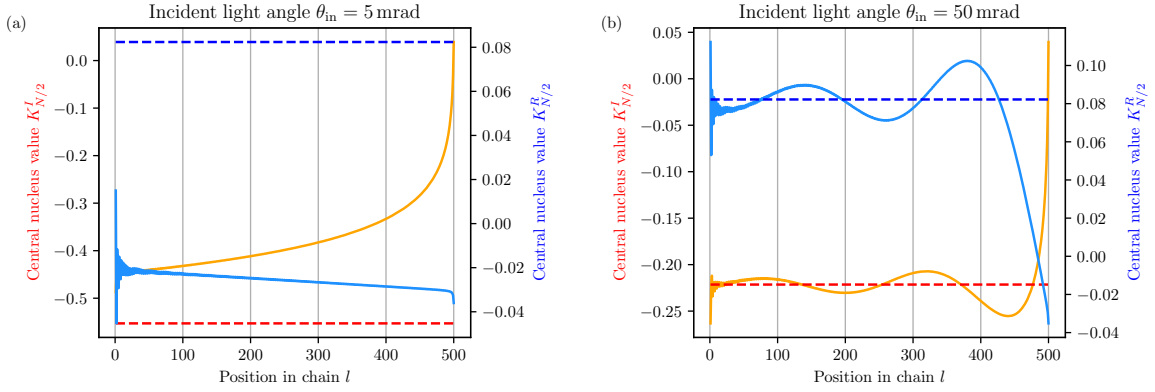 (a)
Incident light angle θ_in = 5 mrad
0.0
−0.1
−0.2
−0.3
−0.4
−0.5
Central nucleus value K^I_{N/2}
0.08
0.06
0.04
0.02
0.00
−0.02
−0.04
Central nucleus value K^R_{N/2}
0 100 200 300 400 500
Position in chain l
(b)
Incident light angle θ_in = 50 mrad
0.05
0.00
−0.05
−0.10
−0.15
−0.20
−0.25
Central nucleus value K^I_{N/2}
0.10
0.08
0.06
0.04
0.02
0.00
−0.02
−0.04
Central nucleus value K^R_{N/2}
0 100 200 300 400 500
Position in chain l